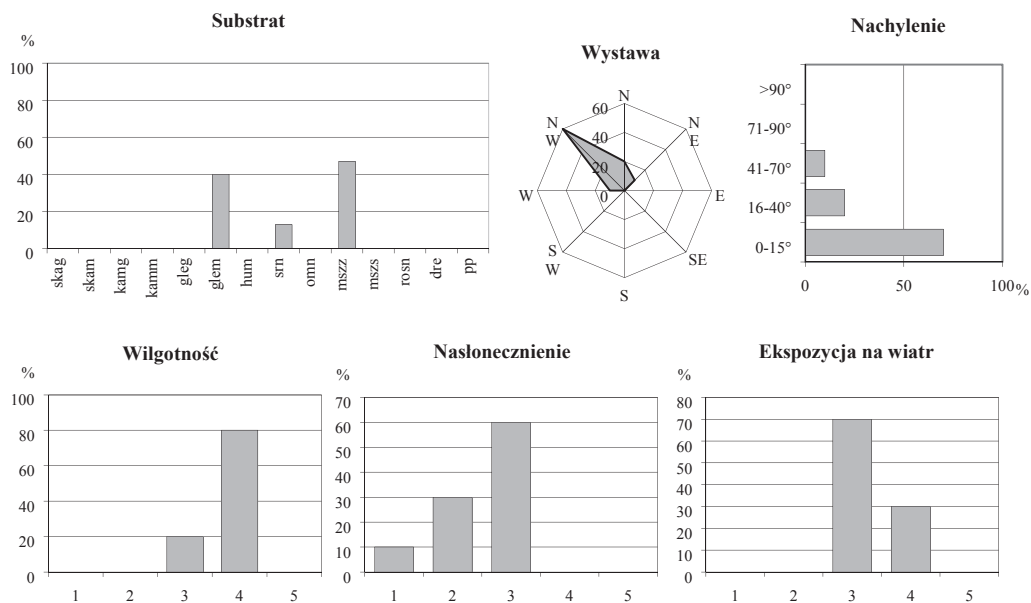 Substrat
%
100
80
60
40
20
0
skag
skam
kamg
kamm
gleg
glem
hum
srn
omn
mszz
mszs
rosn
dre
pp
Wystawa
N
N
E
E
SE
S
S
W
W
N
W
60
40
20
0
Nachylenie
>90°
71-90°
41-70°
16-40°
0-15°
0 50 100%
Wilgotność
%
100
80
60
40
20
0
1 2 3 4 5
Nasłonecznienie
%
70
60
50
40
30
20
10
0
1 2 3 4 5
Ekspozycja na wiatr
%
80
70
60
50
40
30
20
10
0
1 2 3 4 5